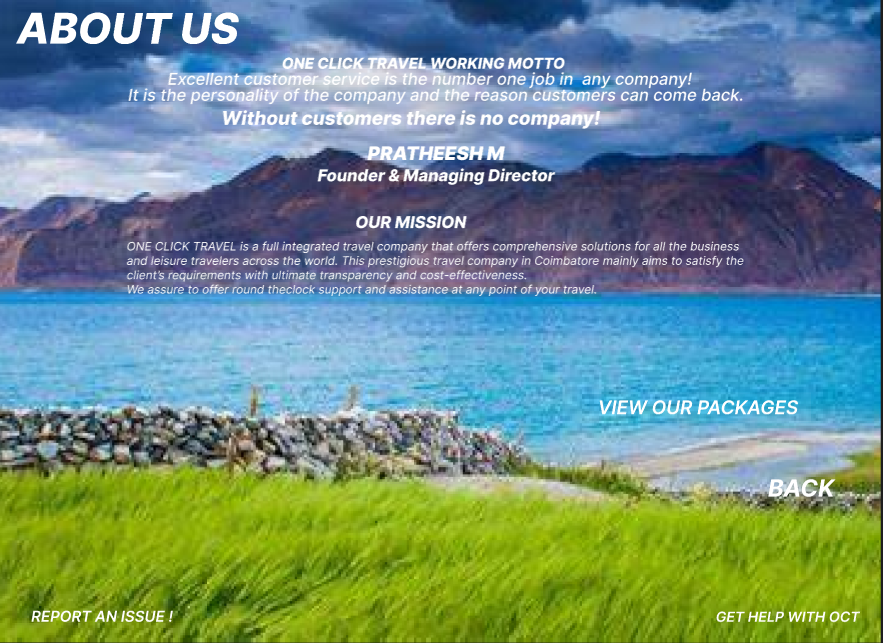 ABOUT US
ONE CLICK TRAVEL WORKING MOTTO
Excellent customer service is the number one job in any company!
It is the personality of the company and the reason customers can come back.
Without customers there is no company!
PRATHEESH M
Founder & Managing Director
OUR MISSION
ONE CLICK TRAVEL is a full integrated travel company that offers comprehensive solutions for all the business
and leisure travelers across the world. This prestigious travel company in Coimbatore mainly aims to satisfy the
client's requirements with ultimate transparency and cost-effectiveness.
We assure to offer round theclock support and assistance at any point of your travel.
VIEW OUR PACKAGES
BACK
REPORT AN ISSUE !
GET HELP WITH OCT